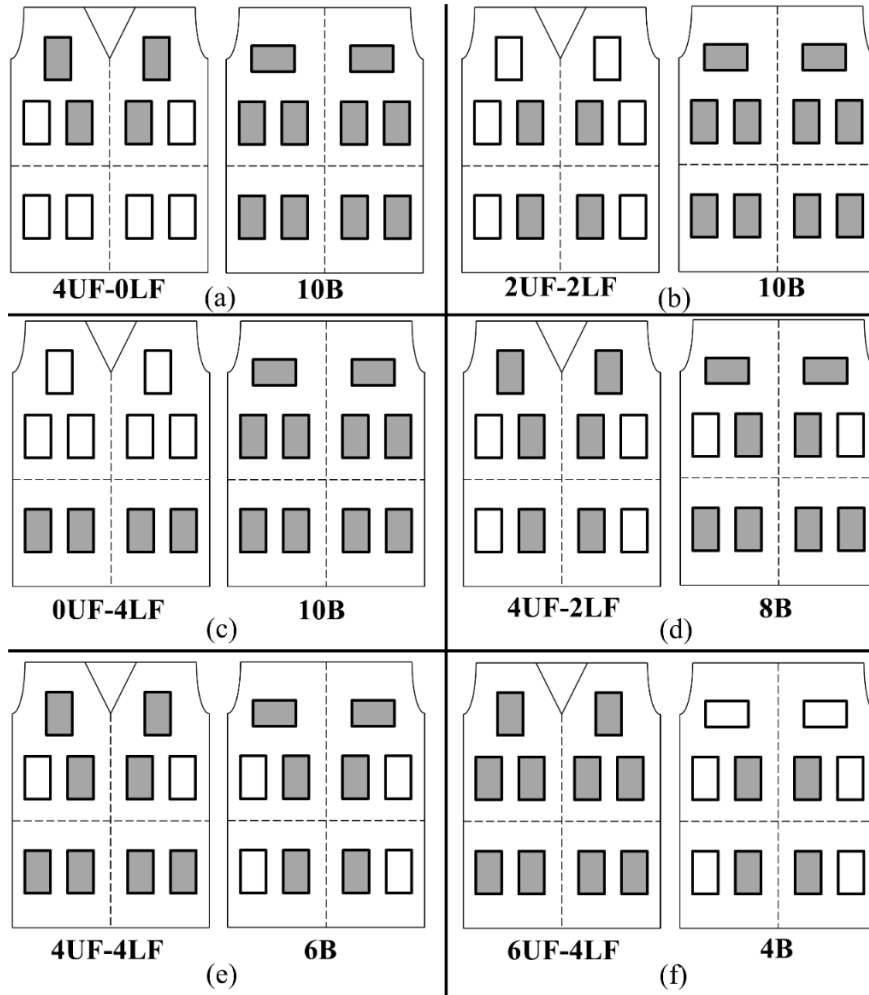 4UF-0LF (a) 10B
2UF-2LF (b) 10B
0UF-4LF (c) 10B
4UF-2LF (d) 8B
4UF-4LF (e) 6B
6UF-4LF (f) 4B